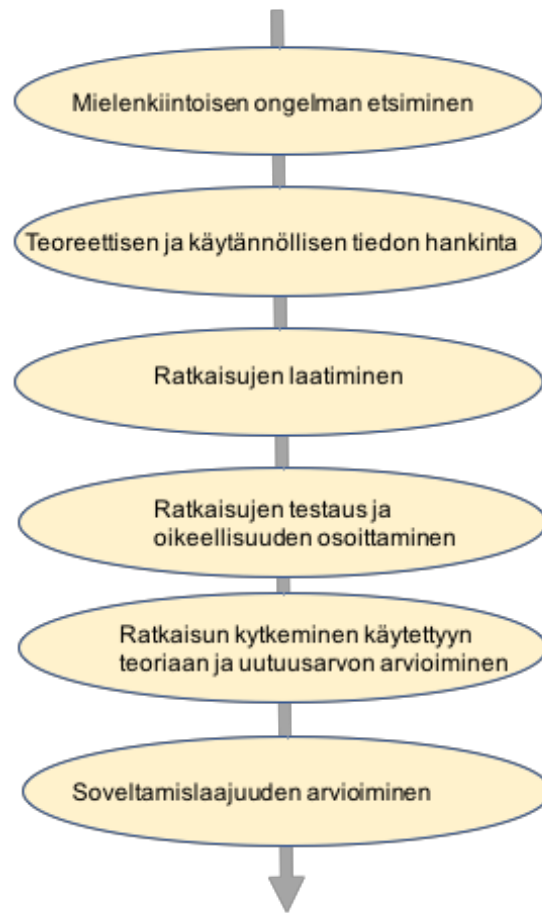 Mielenkiintoisen ongelman etsiminen
Teoreettisen ja käytännöllisen tiedon hankinta
Ratkaisujen laatiminen
Ratkaisujen testaus ja
oikeellisuuden osoittaminen
Ratkaisun kytkeminen käytettyyn
teoriaan ja uutuusarvon arvioiminen
Soveltamislaajuuden arvioiminen